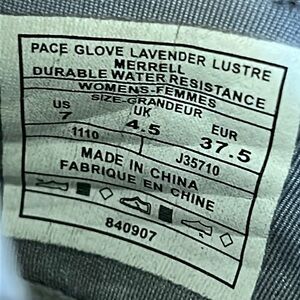 PACE GLOVE LAVENDER LUSTRE
MERRELL
DURABLE WATER RESISTANCE
WOMENS-FEMMES
SIZE-GRANDEUR
US UK EUR
7 4.5 37.5
1110 J35710
MADE IN CHINA
FABRIQUE EN CHINE
840907